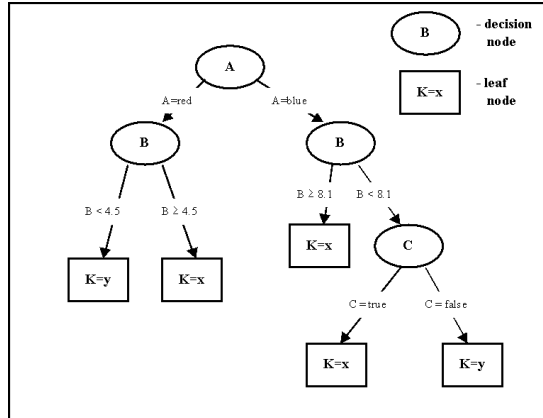 B
- decision
node
A
K=x
- leaf
node
A=red
A=blue
B
B
B < 4.5
B ≥ 4.5
B ≥ 8.1
B < 8.1
K=x
C
K=y
K=x
C = true
C = false
K=x
K=y